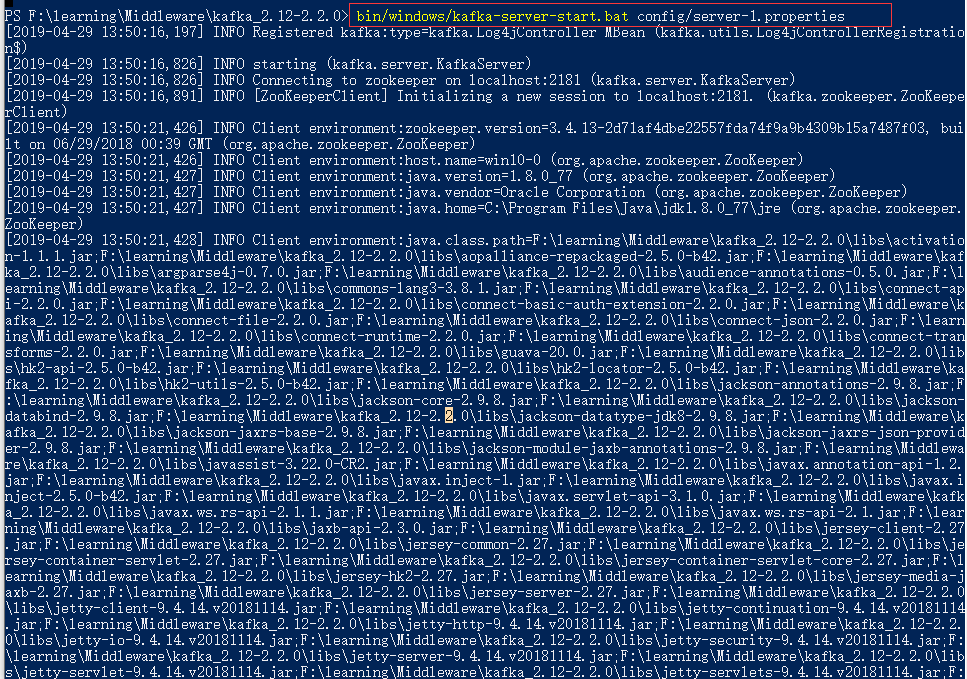 PS F:\learning\Middleware\kafka_2.12-2.2.0> bin/windows/kafka-server-start.bat config/server-1.properties
[2019-04-29 13:50:16,197] INFO Registered kafka:type=kafka.Log4jController MBean (kafka.utils.Log4jControllerRegistratio
n$)
[2019-04-29 13:50:16,826] INFO starting (kafka.server.KafkaServer)
[2019-04-29 13:50:16,826] INFO Connecting to zookeeper on localhost:2181 (kafka.server.KafkaServer)
[2019-04-29 13:50:16,891] INFO [ZooKeeperClient] Initializing a new session to localhost:2181. (kafka.zookeeper.ZooKeepe
rClient)
[2019-04-29 13:50:21,426] INFO Client environment:zookeeper.version=3.4.13-2d71af4dbe22557fda74f9a9b4309b15a7487f03, bui
lt on 06/29/2018 00:39 GMT (org.apache.zookeeper.ZooKeeper)
[2019-04-29 13:50:21,426] INFO Client environment:host.name=win10-0 (org.apache.zookeeper.ZooKeeper)
[2019-04-29 13:50:21,427] INFO Client environment:java.version=1.8.0_77 (org.apache.zookeeper.ZooKeeper)
[2019-04-29 13:50:21,427] INFO Client environment:java.vendor=Oracle Corporation (org.apache.zookeeper.ZooKeeper)
[2019-04-29 13:50:21,427] INFO Client environment:java.home=C:\Program Files\Java\jdk1.8.0_77\jre (org.apache.zookeeper.
ZooKeeper)
[2019-04-29 13:50:21,428] INFO Client environment:java.class.path=F:\learning\Middleware\kafka_2.12-2.2.0\libs\activatio
n-1.1.1.jar;F:\learning\Middleware\kafka_2.12-2.2.0\libs\aopalliance-repackaged-2.5.0-b42.jar;F:\learning\Middleware\kaf
ka_2.12-2.2.0\libs\argparse4j-0.7.0.jar;F:\learning\Middleware\kafka_2.12-2.2.0\libs\audience-annotations-0.5.0.jar;F:\l
earning\Middleware\kafka_2.12-2.2.0\libs\commons-lang3-3.8.1.jar;F:\learning\Middleware\kafka_2.12-2.2.0\libs\connect-ap
i-2.2.0.jar;F:\learning\Middleware\kafka_2.12-2.2.0\libs\connect-basic-auth-extension-2.2.0.jar;F:\learning\Middleware\k
afka_2.12-2.2.0\libs\connect-file-2.2.0.jar;F:\learning\Middleware\kafka_2.12-2.2.0\libs\connect-json-2.2.0.jar;F:\learn
ing\Middleware\kafka_2.12-2.2.0\libs\connect-runtime-2.2.0.jar;F:\learning\Middleware\kafka_2.12-2.2.0\libs\connect-tran
sforms-2.2.0.jar;F:\learning\Middleware\kafka_2.12-2.2.0\libs\guava-20.0.jar;F:\learning\Middleware\kafka_2.12-2.2.0\lib
s\hk2-api-2.5.0-b42.jar;F:\learning\Middleware\kafka_2.12-2.2.0\libs\hk2-locator-2.5.0-b42.jar;F:\learning\Middleware\ka
fka_2.12-2.2.0\libs\hk2-utils-2.5.0-b42.jar;F:\learning\Middleware\kafka_2.12-2.2.0\libs\jackson-annotations-2.9.8.jar;F
:\learning\Middleware\kafka_2.12-2.2.0\libs\jackson-core-2.9.8.jar;F:\learning\Middleware\kafka_2.12-2.2.0\libs\jackson-
databind-2.9.8.jar;F:\learning\Middleware\kafka_2.12-2.2.0\libs\jackson-datatype-jdk8-2.9.8.jar;F:\learning\Middleware\k
afka_2.12-2.2.0\libs\jackson-jaxrs-base-2.9.8.jar;F:\learning\Middleware\kafka_2.12-2.2.0\libs\jackson-jaxrs-json-provid
er-2.9.8.jar;F:\learning\Middleware\kafka_2.12-2.2.0\libs\jackson-module-jaxb-annotations-2.9.8.jar;F:\learning\Middlewa
re\kafka_2.12-2.2.0\libs\javassist-3.22.0-CR2.jar;F:\learning\Middleware\kafka_2.12-2.2.0\libs\javax.annotation-api-1.2.
jar;F:\learning\Middleware\kafka_2.12-2.2.0\libs\javax.inject-1.jar;F:\learning\Middleware\kafka_2.12-2.2.0\libs\javax.i
nject-2.5.0-b42.jar;F:\learning\Middleware\kafka_2.12-2.2.0\libs\javax.servlet-api-3.1.0.jar;F:\learning\Middleware\kafk
a_2.12-2.2.0\libs\javax.ws.rs-api-2.1.1.jar;F:\learning\Middleware\kafka_2.12-2.2.0\libs\javax.ws.rs-api-2.1.jar;F:\lear
ning\Middleware\kafka_2.12-2.2.0\libs\jaxb-api-2.3.0.jar;F:\learning\Middleware\kafka_2.12-2.2.0\libs\jersey-client-2.27
.jar;F:\learning\Middleware\kafka_2.12-2.2.0\libs\jersey-common-2.27.jar;F:\learning\Middleware\kafka_2.12-2.2.0\libs\je
rsey-container-servlet-2.27.jar;F:\learning\Middleware\kafka_2.12-2.2.0\libs\jersey-container-servlet-core-2.27.jar;F:\l
earning\Middleware\kafka_2.12-2.2.0\libs\jersey-hk2-2.27.jar;F:\learning\Middleware\kafka_2.12-2.2.0\libs\jersey-media-j
axb-2.27.jar;F:\learning\Middleware\kafka_2.12-2.2.0\libs\jersey-server-2.27.jar;F:\learning\Middleware\kafka_2.12-2.2.0
\libs\jetty-client-9.4.14.v20181114.jar;F:\learning\Middleware\kafka_2.12-2.2.0\libs\jetty-continuation-9.4.14.v20181114
.jar;F:\learning\Middleware\kafka_2.12-2.2.0\libs\jetty-http-9.4.14.v20181114.jar;F:\learning\Middleware\kafka_2.12-2.2.
0\libs\jetty-io-9.4.14.v20181114.jar;F:\learning\Middleware\kafka_2.12-2.2.0\libs\jetty-security-9.4.14.v20181114.jar;F:
\learning\Middleware\kafka_2.12-2.2.0\libs\jetty-server-9.4.14.v20181114.jar;F:\learning\Middleware\kafka_2.12-2.2.0\lib
s\jetty-servlet-9.4.14.v20181114.jar;F:\learning\Middleware\kafka_2.12-2.2.0\libs\jetty-servlets-9.4.14.v20181114.jar;F: